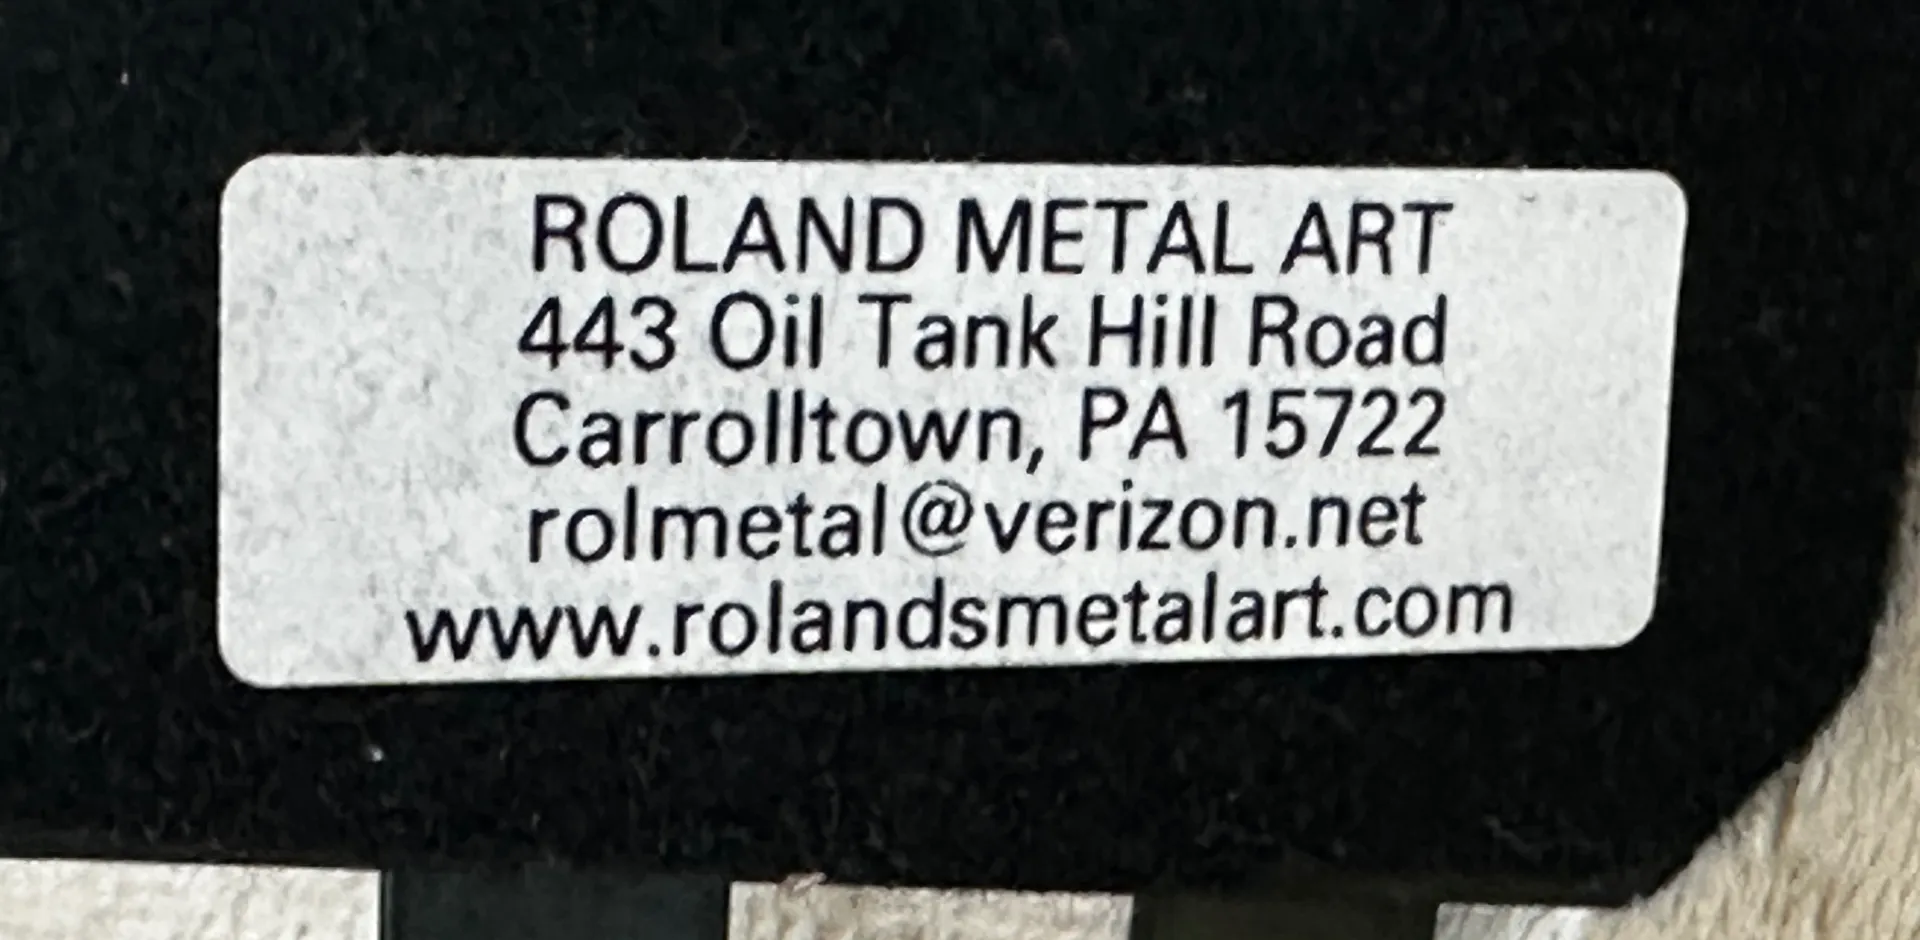 ROLAND METAL ART
443 Oil Tank Hill Road
Carrolltown, PA 15722
rolmetal@verizon.net
www.rolandsmetalart.com